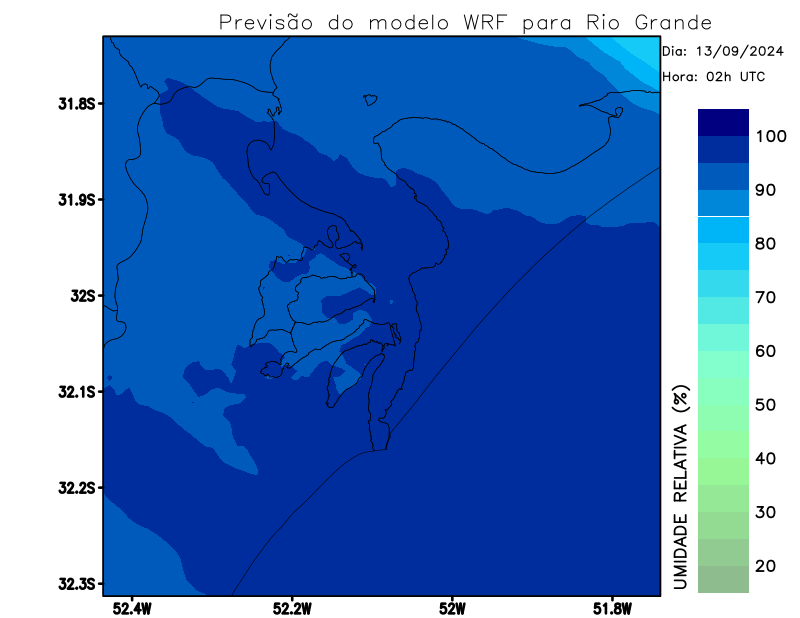 Previsão do modelo WRF para Rio Grande
Dia: 13/09/2024
Hora: 02h UTC
31.8S
31.9S
32S
32.1S
32.2S
32.3S
52.4W
52.2W
52W
51.8W
100
90
80
70
60
50
40
30
20
UMIDADE RELATIVA (%)